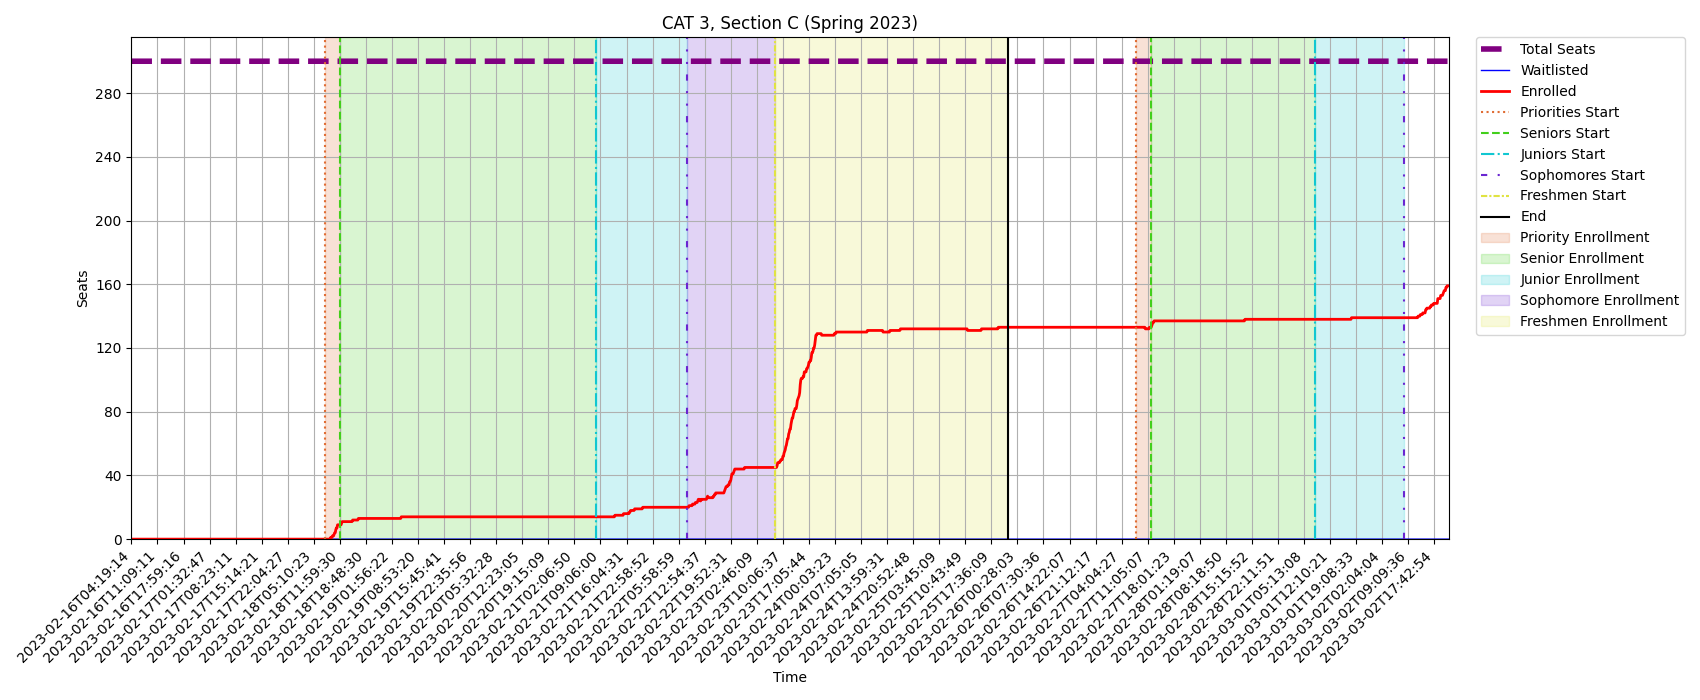 CAT 3, Section C (Spring 2023)
Seats
280
240
200
160
120
80
40
0
2023-02-16T04:19:14
2023-02-16T11:09:11
2023-02-16T17:59:16
2023-02-17T01:32:47
2023-02-17T08:23:11
2023-02-17T15:14:21
2023-02-17T22:04:27
2023-02-18T05:10:23
2023-02-18T11:59:30
2023-02-18T18:48:30
2023-02-19T01:56:22
2023-02-19T08:53:20
2023-02-19T15:45:41
2023-02-19T22:35:56
2023-02-20T05:32:28
2023-02-20T12:23:05
2023-02-20T19:15:09
2023-02-21T02:06:50
2023-02-21T09:06:00
2023-02-21T16:04:31
2023-02-21T22:58:52
2023-02-22T05:58:59
2023-02-22T12:54:37
2023-02-22T19:52:31
2023-02-23T02:46:09
2023-02-23T10:06:37
2023-02-23T17:05:44
2023-02-24T00:03:23
2023-02-24T07:05:05
2023-02-24T13:59:31
2023-02-24T20:52:48
2023-02-25T03:45:09
2023-02-25T10:43:49
2023-02-25T17:36:09
2023-02-26T00:28:03
2023-02-26T07:30:36
2023-02-26T14:22:07
2023-02-26T21:12:17
2023-02-27T04:04:27
2023-02-27T11:05:07
2023-02-27T18:01:23
2023-02-28T01:19:07
2023-02-28T08:18:50
2023-02-28T15:15:52
2023-02-28T22:11:51
2023-03-01T05:13:08
2023-03-01T12:10:21
2023-03-01T19:08:33
2023-03-02T02:04:04
2023-03-02T09:09:36
2023-03-02T17:42:54
Time
Total Seats
Waitlisted
Enrolled
Priorities Start
Seniors Start
Juniors Start
Sophomores Start
Freshmen Start
End
Priority Enrollment
Senior Enrollment
Junior Enrollment
Sophomore Enrollment
Freshmen Enrollment